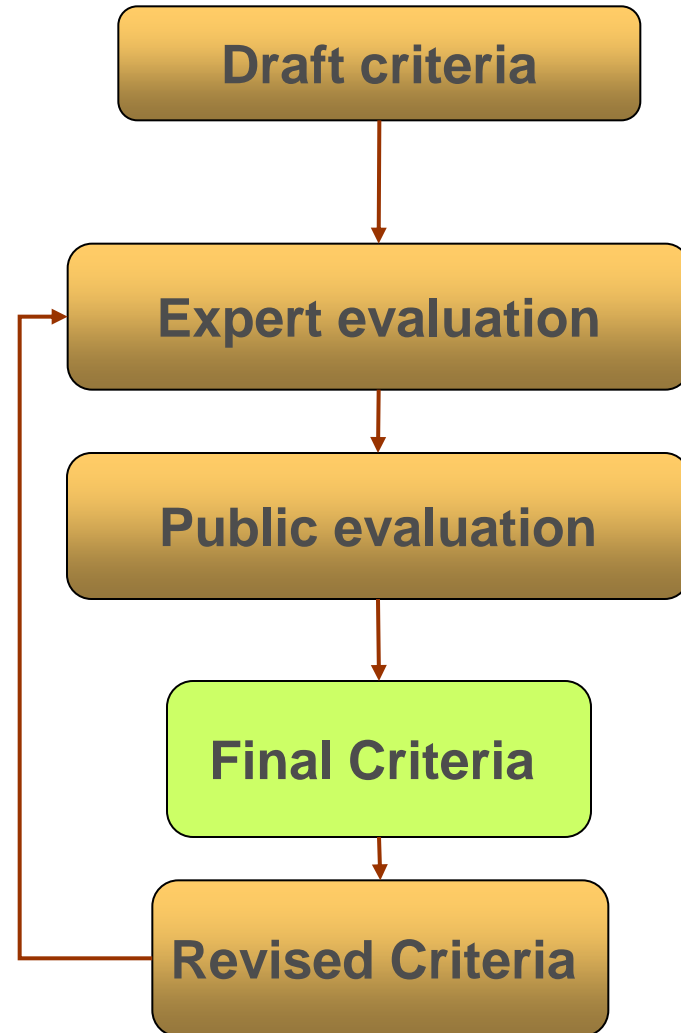 Draft criteria
Expert evaluation
Public evaluation
Final Criteria
Revised Criteria